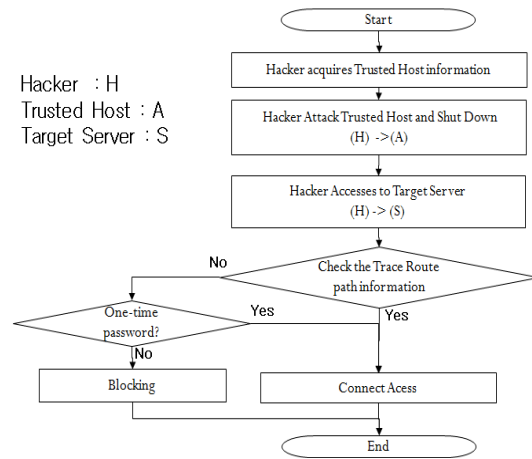 Start
Hacker acquires Trusted Host information
Hacker : H
Trusted Host : A
Target Server : S
Hacker Attack Trusted Host and Shut Down
(H) ->(A)
Hacker Accesses to Target Server
(H) -> (S)
No
Check the Trace Route
path information
One-time
password?
Yes
Yes
No
Blocking
Connect Acess
End